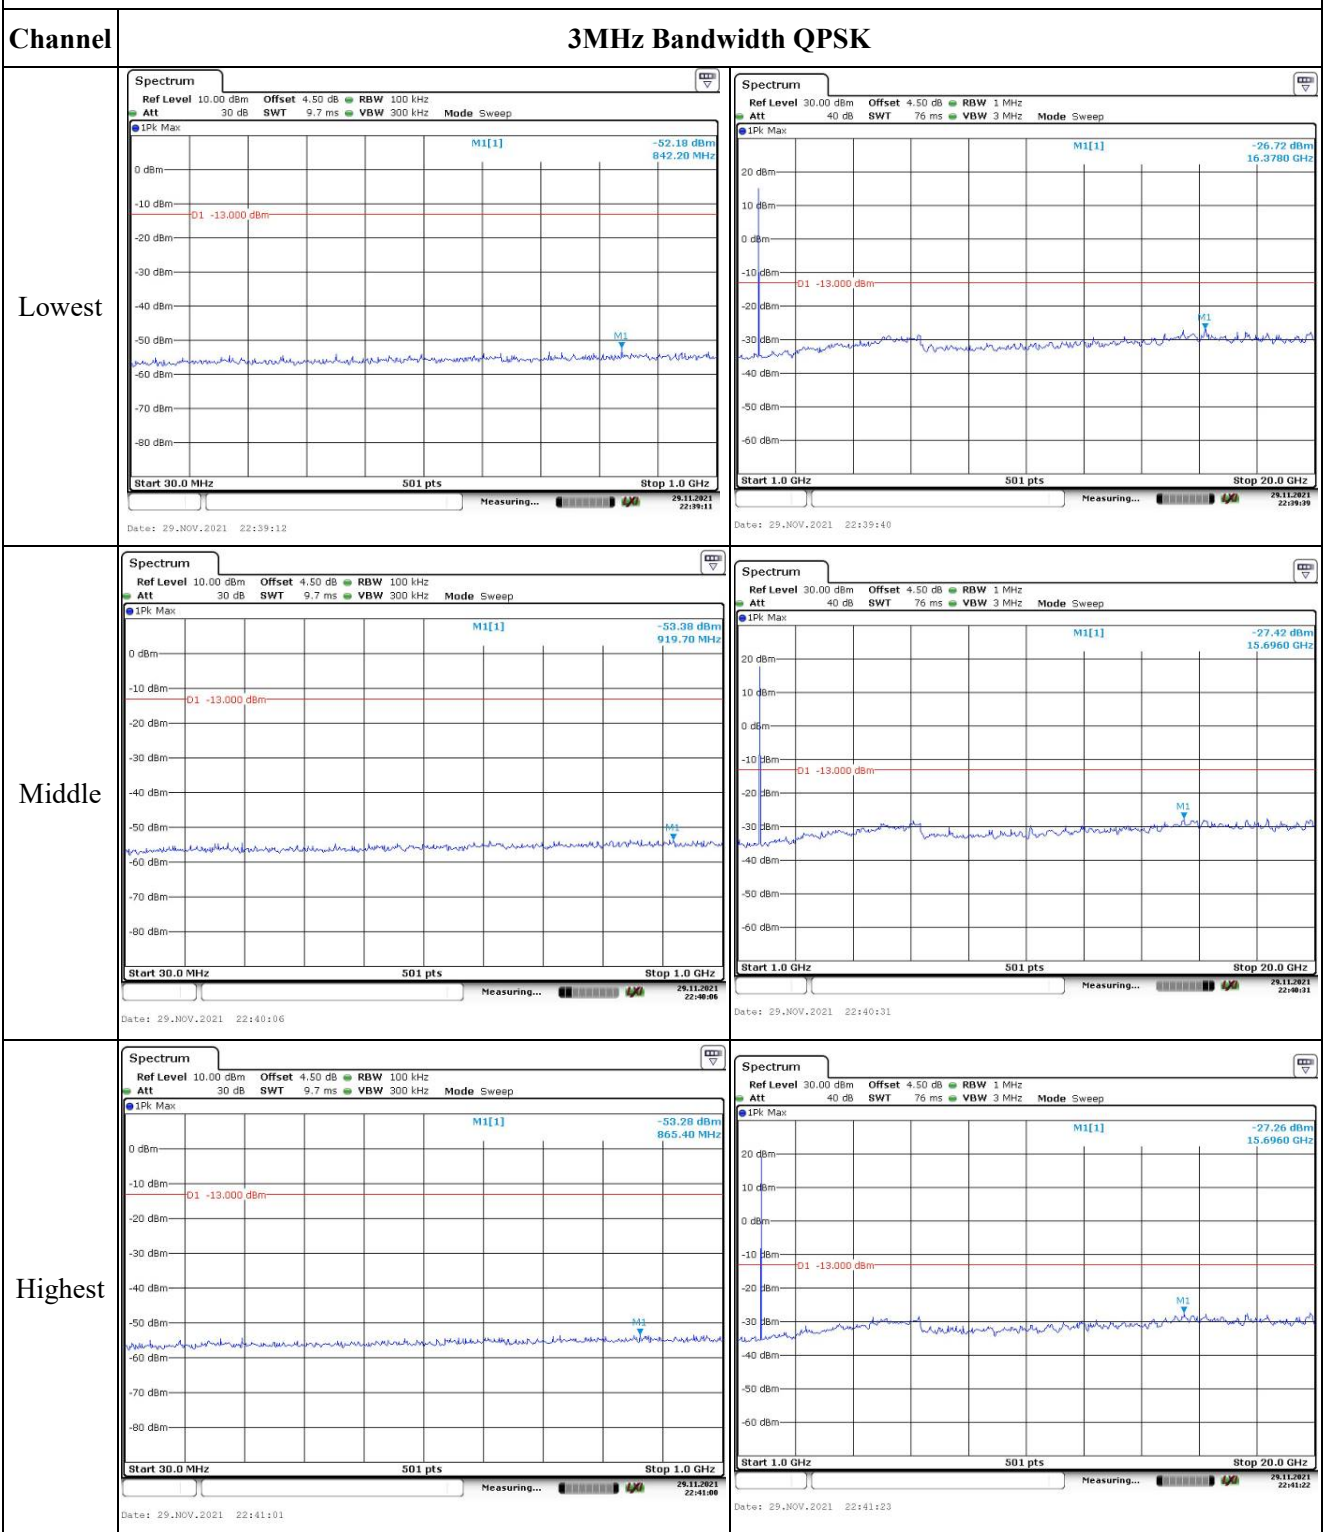 Channel 3MHz Bandwidth QPSK
Lowest
Spectrum
Ref Level 10.00 dBm Offset 4.50 dB RBW 100 kHz
Att 30 dB SWT 9.7 ms VBW 300 kHz Mode Sweep
1Pk Max
M1[1] -52.18 dBm
842.20 MHz
0 dBm
-10 dBm
D1 -13.000 dBm
-20 dBm
-30 dBm
-40 dBm
-50 dBm
M1
-60 dBm
-70 dBm
-80 dBm
Start 30.0 MHz 501 pts Stop 1.0 GHz
Measuring... 29.11.2021
22:39:11
Date: 29.NOV.2021 22:39:12
Spectrum
Ref Level 30.00 dBm Offset 4.50 dB RBW 1 MHz
Att 40 dB SWT 76 ms VBW 3 MHz Mode Sweep
1Pk Max
M1[1] -26.72 dBm
16.3780 GHz
20 dBm
10 dBm
0 dBm
-10 dBm
D1 -13.000 dBm
-20 dBm
M1
-30 dBm
-40 dBm
-50 dBm
-60 dBm
Start 1.0 GHz 501 pts Stop 20.0 GHz
Measuring... 29.11.2021
22:39:39
Date: 29.NOV.2021 22:39:40
Middle
Spectrum
Ref Level 10.00 dBm Offset 4.50 dB RBW 100 kHz
Att 30 dB SWT 9.7 ms VBW 300 kHz Mode Sweep
1Pk Max
M1[1] -53.38 dBm
919.70 MHz
0 dBm
-10 dBm
D1 -13.000 dBm
-20 dBm
-30 dBm
-40 dBm
-50 dBm
M1
-60 dBm
-70 dBm
-80 dBm
Start 30.0 MHz 501 pts Stop 1.0 GHz
Measuring... 29.11.2021
22:40:06
Date: 29.NOV.2021 22:40:06
Spectrum
Ref Level 30.00 dBm Offset 4.50 dB RBW 1 MHz
Att 40 dB SWT 76 ms VBW 3 MHz Mode Sweep
1Pk Max
M1[1] -27.42 dBm
15.6960 GHz
20 dBm
10 dBm
0 dBm
-10 dBm
D1 -13.000 dBm
-20 dBm
M1
-30 dBm
-40 dBm
-50 dBm
-60 dBm
Start 1.0 GHz 501 pts Stop 20.0 GHz
Measuring... 29.11.2021
22:40:31
Date: 29.NOV.2021 22:40:31
Highest
Spectrum
Ref Level 10.00 dBm Offset 4.50 dB RBW 100 kHz
Att 30 dB SWT 9.7 ms VBW 300 kHz Mode Sweep
1Pk Max
M1[1] -53.28 dBm
865.40 MHz
0 dBm
-10 dBm
D1 -13.000 dBm
-20 dBm
-30 dBm
-40 dBm
-50 dBm
M1
-60 dBm
-70 dBm
-80 dBm
Start 30.0 MHz 501 pts Stop 1.0 GHz
Measuring... 29.11.2021
22:41:00
Date: 29.NOV.2021 22:41:01
Spectrum
Ref Level 30.00 dBm Offset 4.50 dB RBW 1 MHz
Att 40 dB SWT 76 ms VBW 3 MHz Mode Sweep
1Pk Max
M1[1] -27.26 dBm
15.6960 GHz
20 dBm
10 dBm
0 dBm
-10 dBm
D1 -13.000 dBm
-20 dBm
M1
-30 dBm
-40 dBm
-50 dBm
-60 dBm
Start 1.0 GHz 501 pts Stop 20.0 GHz
Measuring... 29.11.2021
22:41:22
Date: 29.NOV.2021 22:41:23